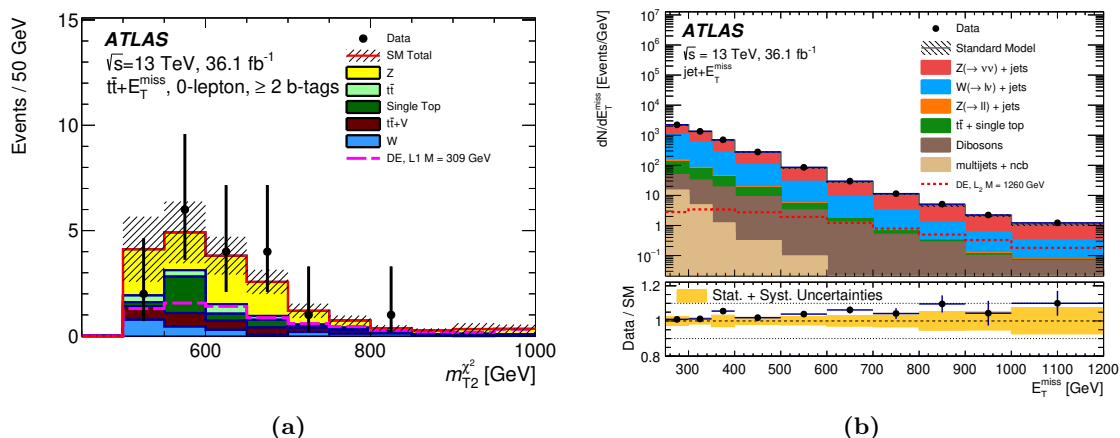 ATLAS
√s=13 TeV, 36.1 fb⁻¹
tt̄+E_T^miss, 0-lepton, ≥ 2 b-tags
Data
SM Total
Z
tt̄
Single Top
tt̄+V
W
DE, L1 M = 309 GeV
Events / 50 GeV
15
10
5
0
600
800
1000
m_T2^χ² [GeV]
(a)
ATLAS
√s = 13 TeV, 36.1 fb⁻¹
jet+E_T^miss
Data
Standard Model
Z(→ νν) + jets
W(→ lν) + jets
Z(→ ll) + jets
tt̄ + single top
Dibosons
multijets + ncb
DE, L₂ M = 1260 GeV
dN/dE_T^miss [Events/GeV]
10⁷
10⁶
10⁵
10⁴
10³
10²
10
1
10⁻¹
Stat. + Syst. Uncertainties
Data / SM
1.2
1
0.8
300 400 500 600 700 800 900 1000 1100 1200
E_T^miss [GeV]
(b)